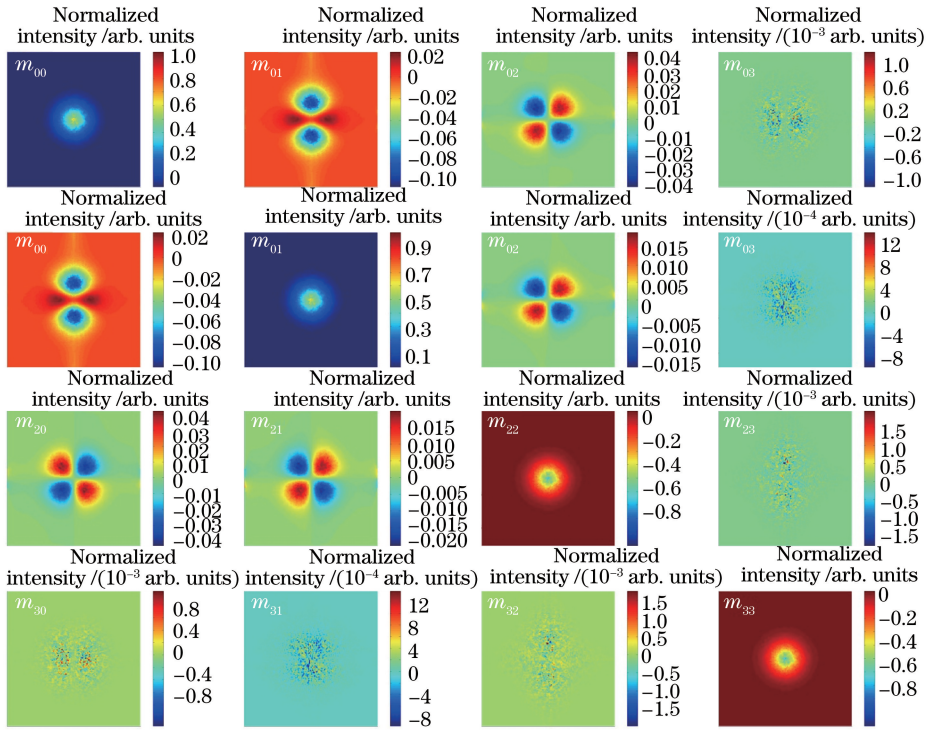 Normalized
intensity /arb. units
m00
1.0
0.8
0.6
0.4
0.2
0
Normalized
intensity /arb. units
m01
0.02
0
−0.02
−0.04
−0.06
−0.08
−0.10
Normalized
intensity /arb. units
m02
0.04
0.03
0.02
0.01
0
−0.01
−0.02
−0.03
−0.04
Normalized
intensity /(10−3 arb. units)
m03
1.0
0.6
0.2
−0.2
−0.6
−1.0
Normalized
intensity /arb. units
m00
0.02
0
−0.02
−0.04
−0.06
−0.08
−0.10
Normalized
intensity /arb. units
m01
0.9
0.7
0.5
0.3
0.1
Normalized
intensity /arb. units
m02
0.015
0.010
0.005
0
−0.005
−0.010
−0.015
Normalized
intensity /(10−4 arb. units)
m03
12
8
4
0
−4
−8
Normalized
intensity /arb. units
m20
0.04
0.03
0.02
0.01
0
−0.01
−0.02
−0.03
−0.04
Normalized
intensity /arb. units
m21
0.015
0.010
0.005
0
−0.005
−0.010
−0.015
−0.020
Normalized
intensity /arb. units
m22
0
−0.2
−0.4
−0.6
−0.8
Normalized
intensity /(10−3 arb. units)
m23
1.5
1.0
0.5
0
−0.5
−1.0
−1.5
Normalized
intensity /(10−3 arb. units)
m30
0.8
0.4
0
−0.4
−0.8
Normalized
intensity /(10−4 arb. units)
m31
12
8
4
0
−4
−8
Normalized
intensity /(10−3 arb. units)
m32
1.5
1.0
0.5
0
−0.5
−1.0
−1.5
Normalized
intensity /arb. units
m33
0
−0.2
−0.4
−0.6
−0.8